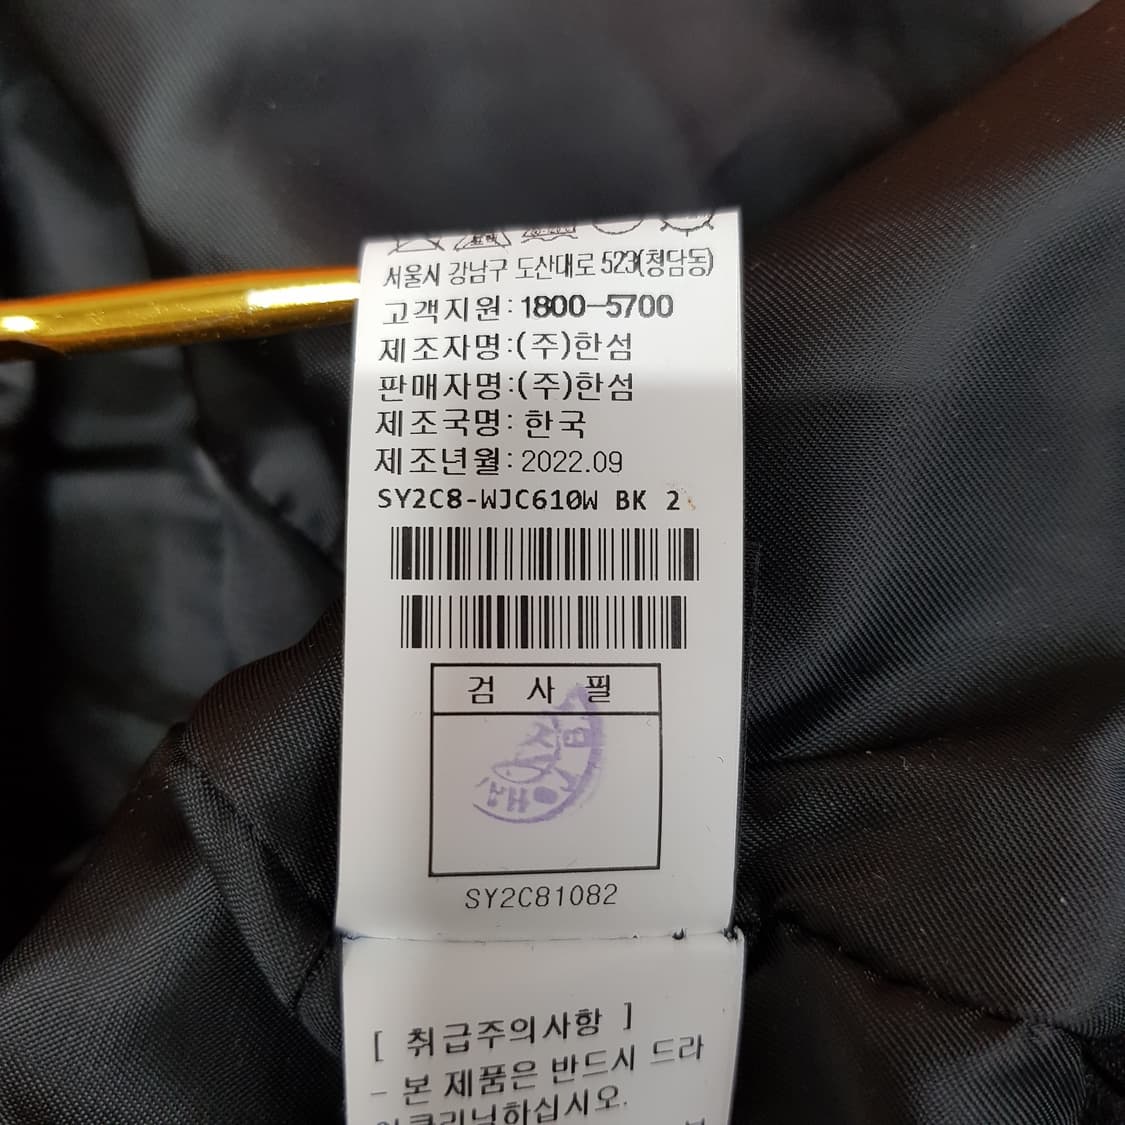 서울시 강남구 도산대로 523(청담동)
고객지원:1800-5700
제조자명:(주)한섬
판매자명:(주)한섬
제조국명: 한국
제조년월:2022.09
SY2C8-WJC610W BK 2
검 사 필
SY2C81082
[ 취급주의사항 ]
- 본 제품은 반드시 드라
이클리닝하십시오.